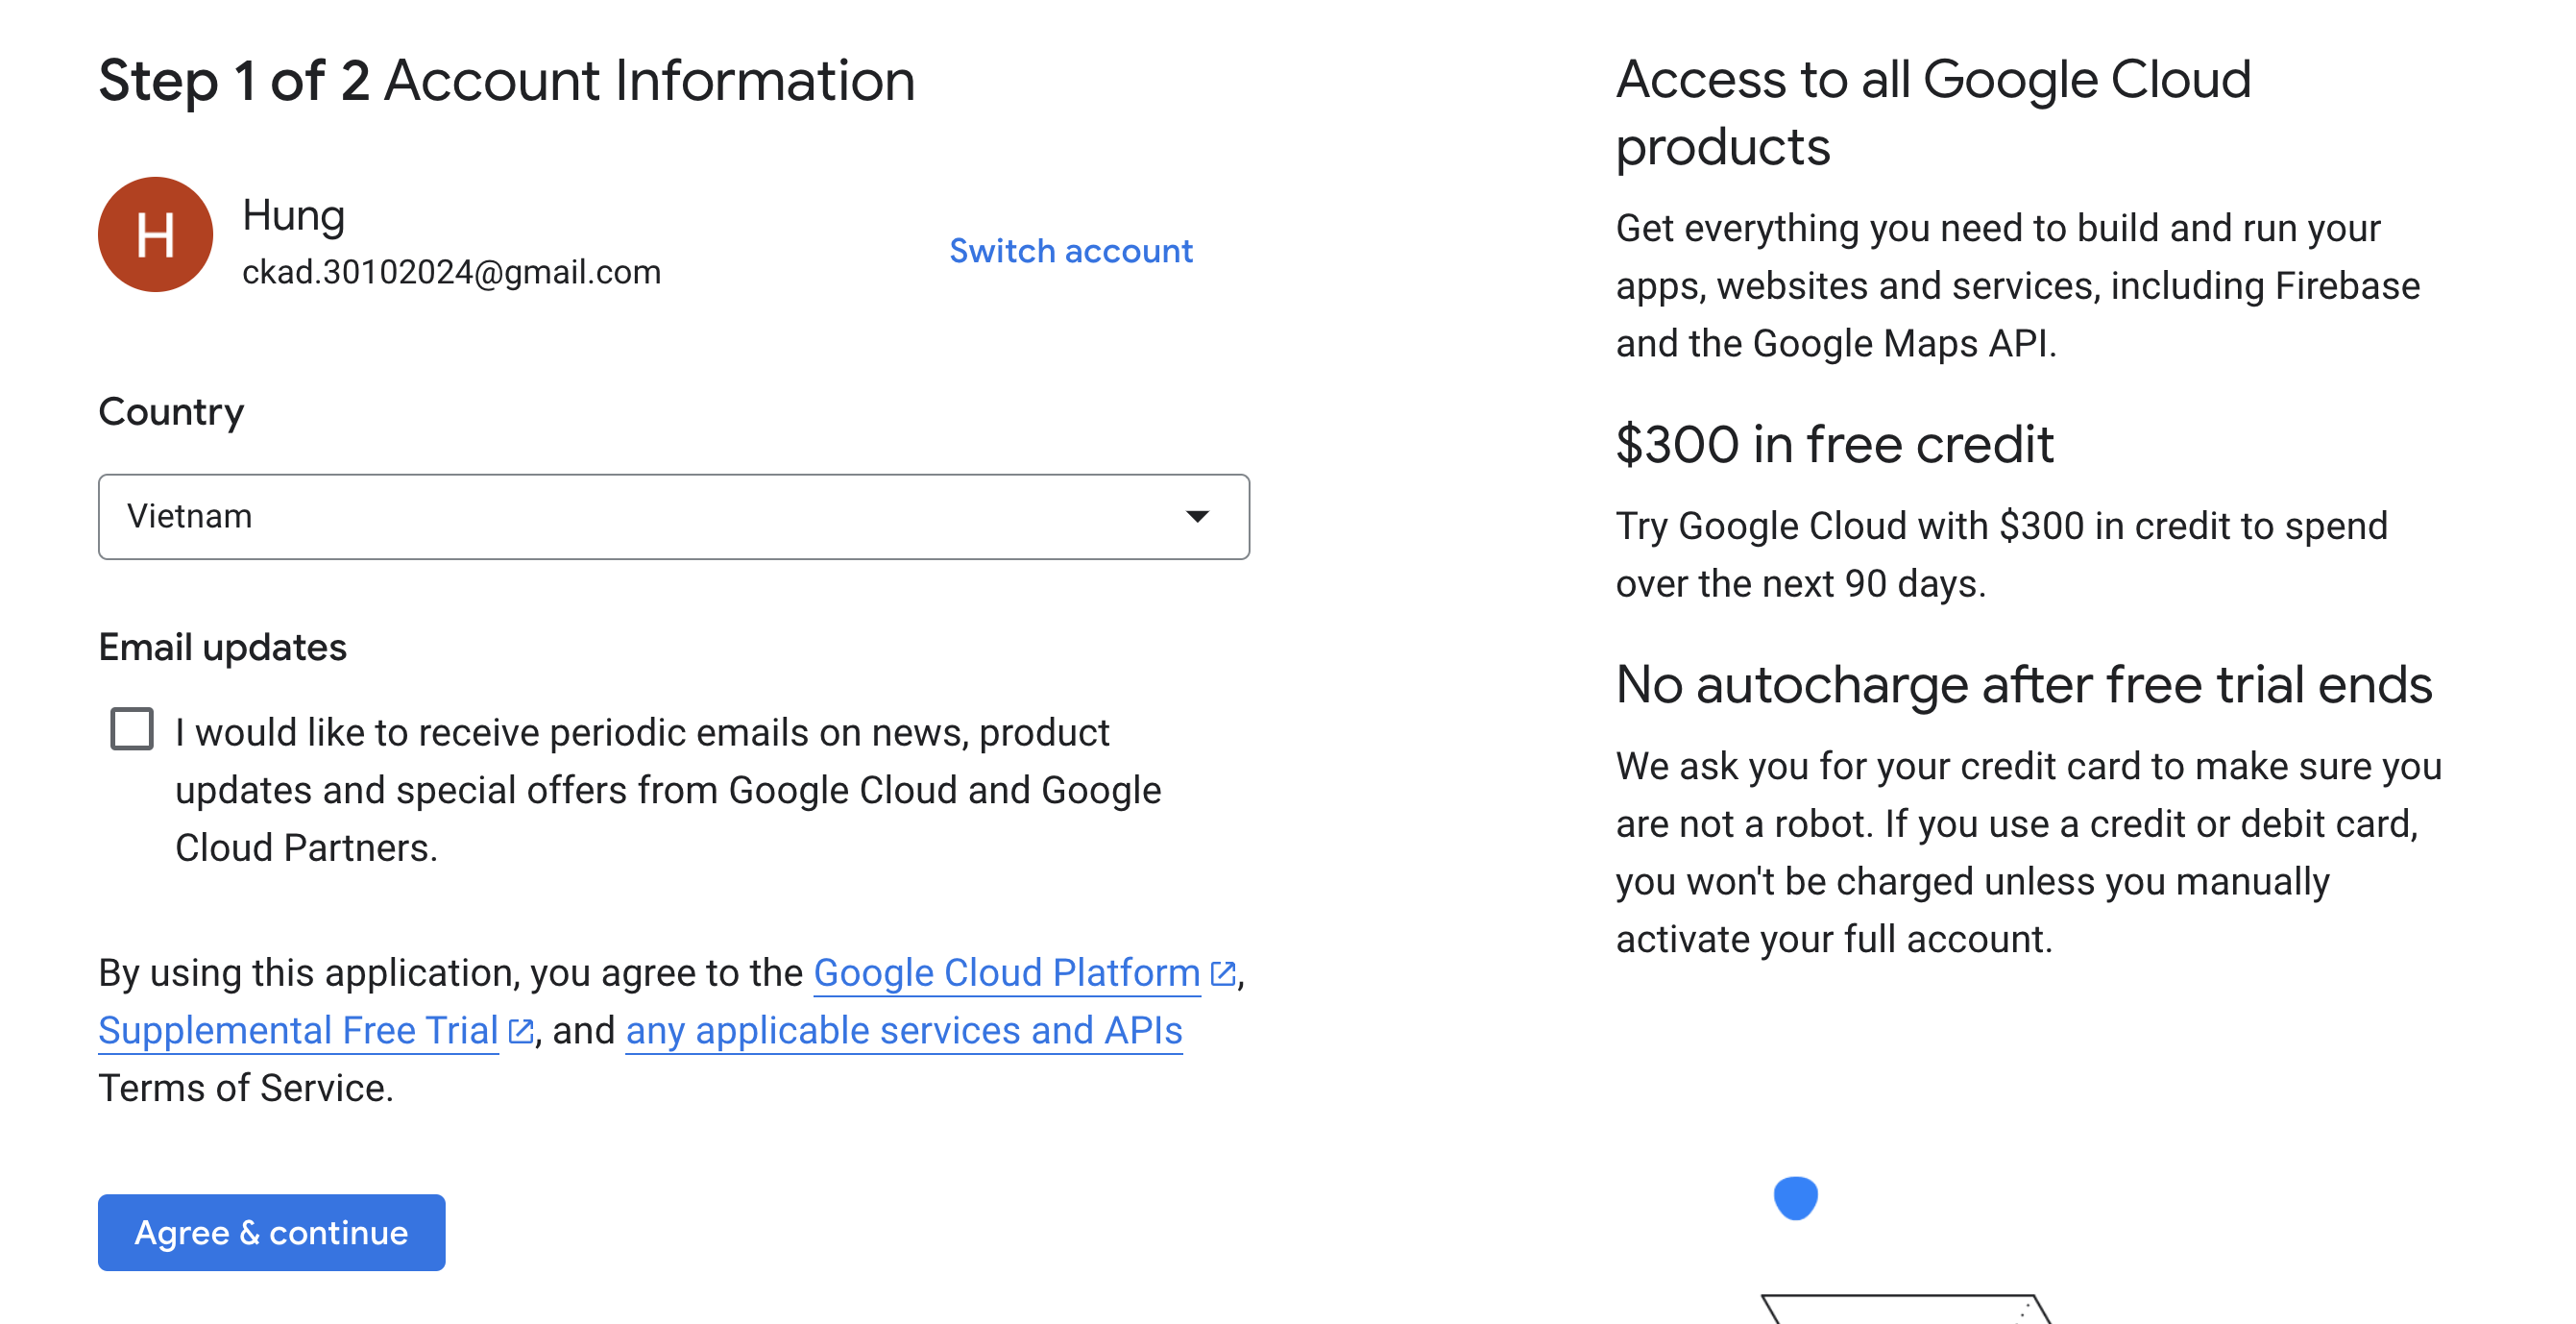 Step 1 of 2 Account Information
H
Hung
ckad.30102024@gmail.com
Switch account
Country
Vietnam
Email updates
I would like to receive periodic emails on news, product
updates and special offers from Google Cloud and Google
Cloud Partners.
By using this application, you agree to the Google Cloud Platform,
Supplemental Free Trial, and any applicable services and APIs
Terms of Service.
Agree & continue
Access to all Google Cloud
products
Get everything you need to build and run your
apps, websites and services, including Firebase
and the Google Maps API.
$300 in free credit
Try Google Cloud with $300 in credit to spend
over the next 90 days.
No autocharge after free trial ends
We ask you for your credit card to make sure you
are not a robot. If you use a credit or debit card,
you won't be charged unless you manually
activate your full account.